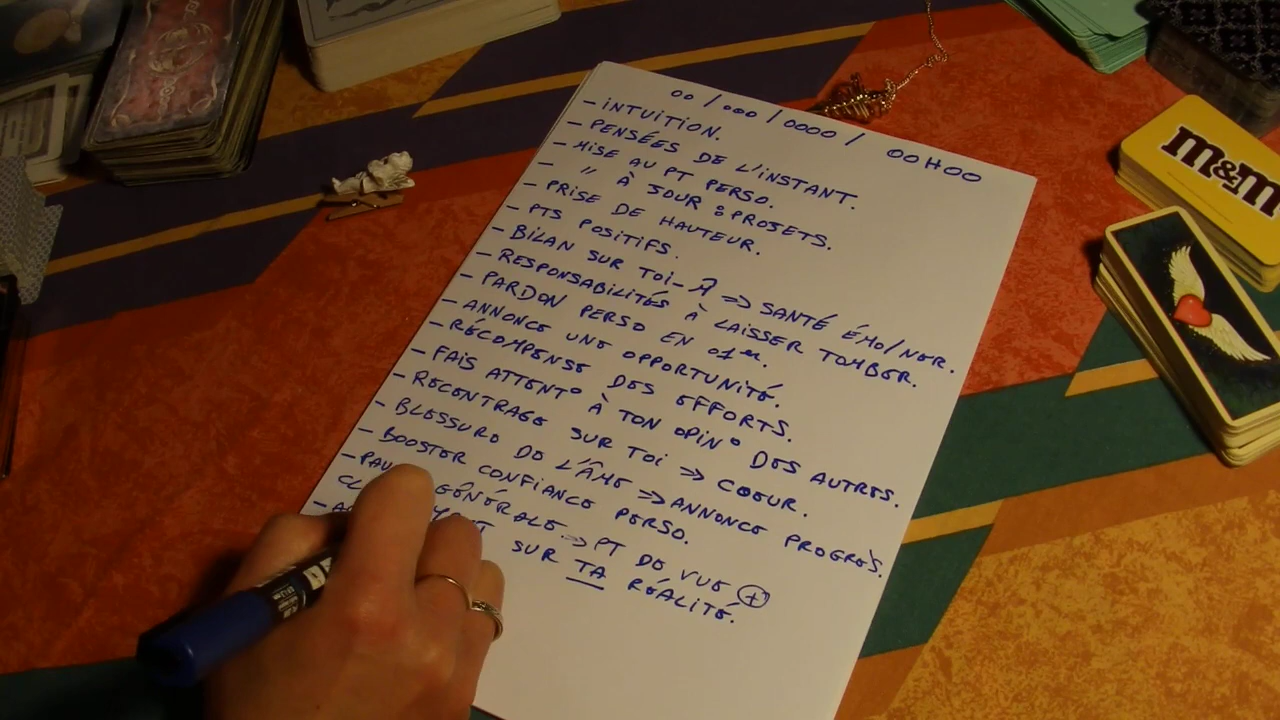 00 / 000 / 0000 / 00H00
- INTUITION.
- PENSÉES DE L'INSTANT.
- MISE AU PT PERSO.
- " À JOUR : PROJETS.
- PRISE DE HAUTEUR.
- PTS POSITIFS.
- BILAN SUR TOI-M̂ => SANTÉ ÉMO/NER.
- RESPONSABILITÉS À LAISSER TOMBER.
- PARDON PERSO EN 01er.
- ANNONCE UNE OPPORTUNITÉ.
- RÉCOMPENSE DES EFFORTS.
- FAIS ATTENT° À TON OPIN° DES AUTRES.
- RECENTRAGE SUR TOI => COEUR.
- BLESSURE DE L'ÂME => ANNONCE PROGRÈS.
- BOOSTER CONFIANCE PERSO.
GÉNÉRALE => PT DE VUE +
SUR TA RÉALITÉ.
M&M